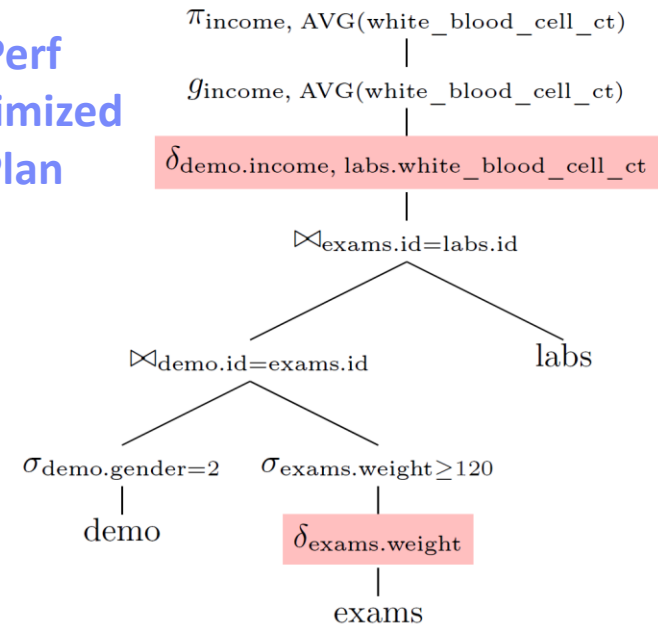 π income, AVG(white_blood_cell_ct)
Perf
g income, AVG(white_blood_cell_ct)
Plan
δ demo.income, labs.white_blood_cell_ct
⋈ exams.id=labs.id
⋈ demo.id=exams.id
labs
σ demo.gender=2 σ exams.weight≥120
demo
δ exams.weight
exams